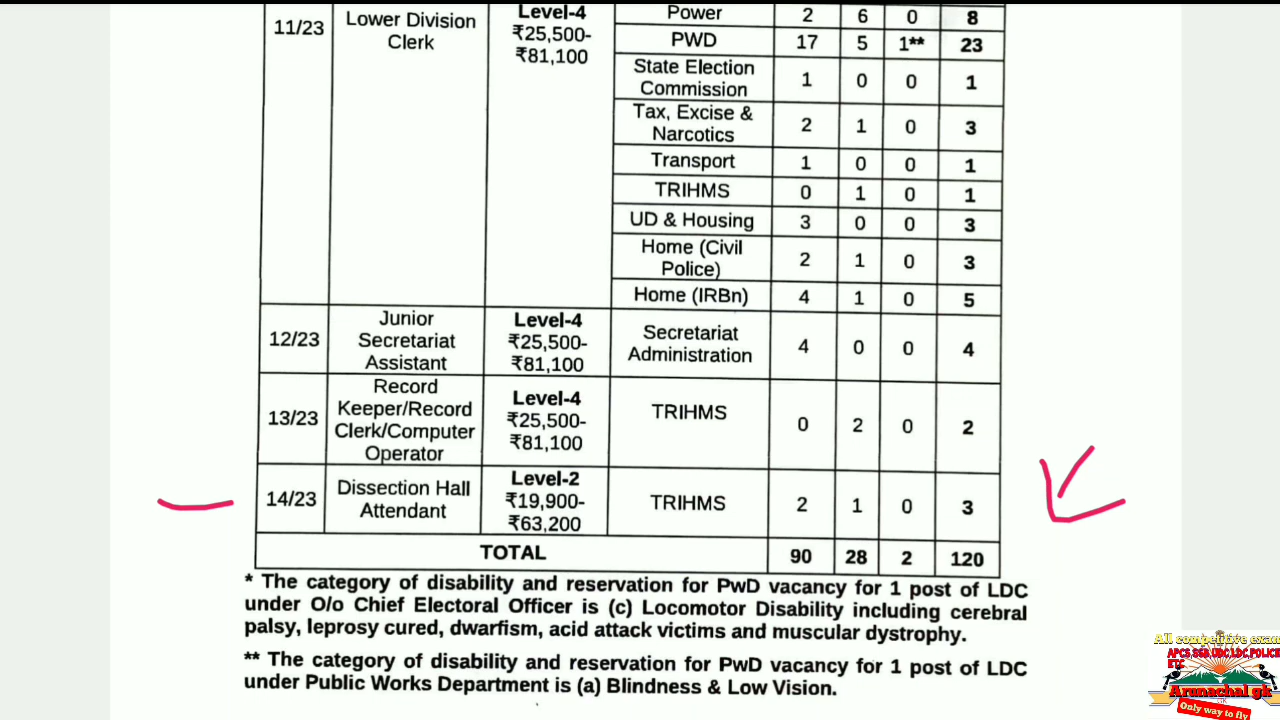 11/23 Lower Division Clerk Level-4 ₹25,500- ₹81,100 Power 2 6 0 8
PWD 17 5 1** 23
State Election Commission 1 0 0 1
Tax, Excise & Narcotics 2 1 0 3
Transport 1 0 0 1
TRIHMS 0 1 0 1
UD & Housing 3 0 0 3
Home (Civil Police) 2 1 0 3
Home (IRBn) 4 1 0 5
12/23 Junior Secretariat Assistant Level-4 ₹25,500- ₹81,100 Secretariat Administration 4 0 0 4
13/23 Record Keeper/Record Clerk/Computer Operator Level-4 ₹25,500- ₹81,100 TRIHMS 0 2 0 2
14/23 Dissection Hall Attendant Level-2 ₹19,900- ₹63,200 TRIHMS 2 1 0 3
TOTAL 90 28 2 120
* The category of disability and reservation for PwD vacancy for 1 post of LDC
under O/o Chief Electoral Officer is (c) Locomotor Disability including cerebral
palsy, leprosy cured, dwarfism, acid attack victims and muscular dystrophy.
** The category of disability and reservation for PwD vacancy for 1 post of LDC
under Public Works Department is (a) Blindness & Low Vision.
All competitive exam
APCS,SSB,UDC,LDC,POLICE
ETC
Arunachal gk
GK
Only way to fly